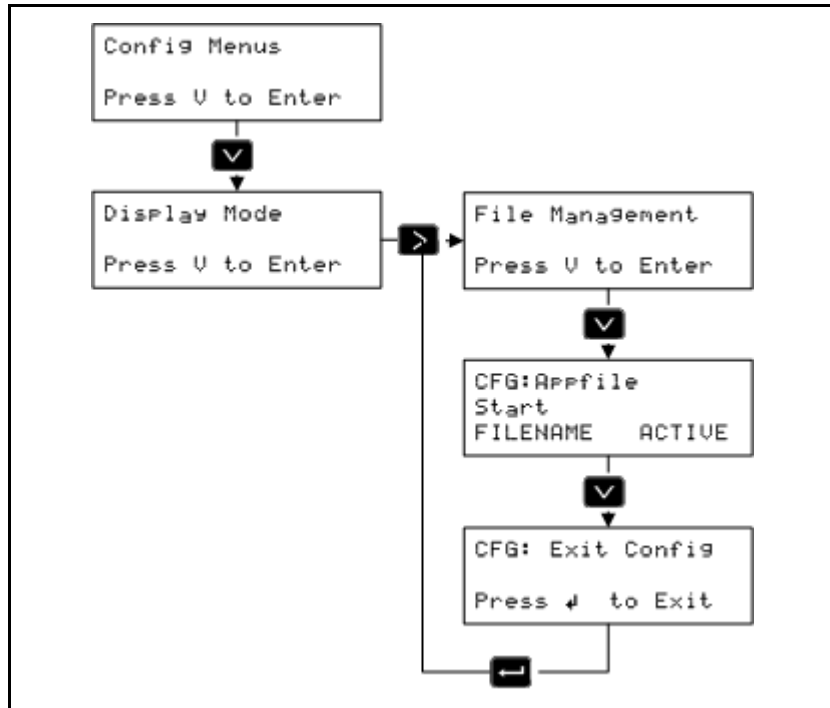 Config Menus
Press V to Enter
Display Mode
Press V to Enter
File Management
Press V to Enter
CFG:Appfile
Start
FILENAME ACTIVE
CFG: Exit Config
Press ↲ to Exit